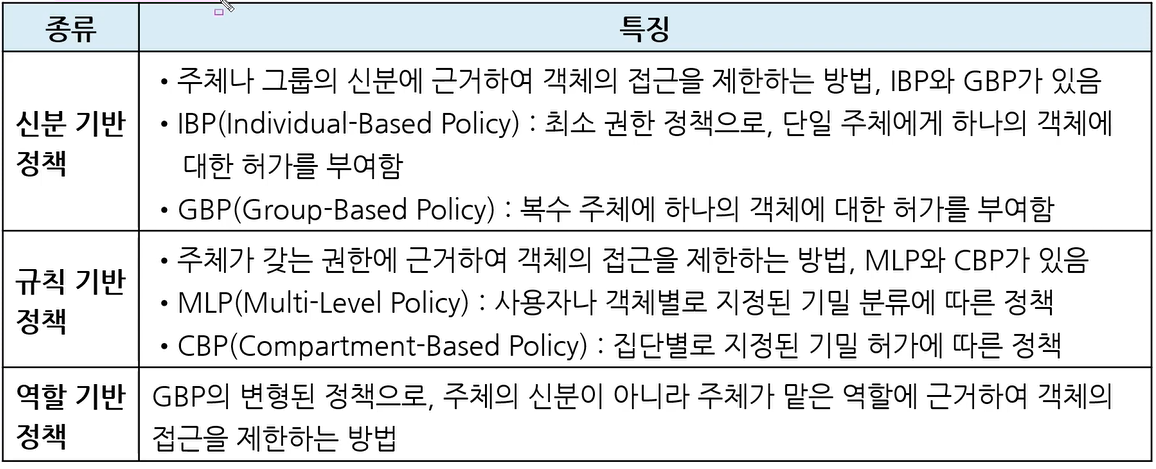 종류
특징
신분 기반
정책
• 주체나 그룹의 신분에 근거하여 객체의 접근을 제한하는 방법, IBP와 GBP가 있음
• IBP(Individual-Based Policy) : 최소 권한 정책으로, 단일 주체에게 하나의 객체에
대한 허가를 부여함
• GBP(Group-Based Policy) : 복수 주체에 하나의 객체에 대한 허가를 부여함
규칙 기반
정책
• 주체가 갖는 권한에 근거하여 객체의 접근을 제한하는 방법, MLP와 CBP가 있음
• MLP(Multi-Level Policy) : 사용자나 객체별로 지정된 기밀 분류에 따른 정책
• CBP(Compartment-Based Policy) : 집단별로 지정된 기밀 허가에 따른 정책
역할 기반
정책
GBP의 변형된 정책으로, 주체의 신분이 아니라 주체가 맡은 역할에 근거하여 객체의
접근을 제한하는 방법